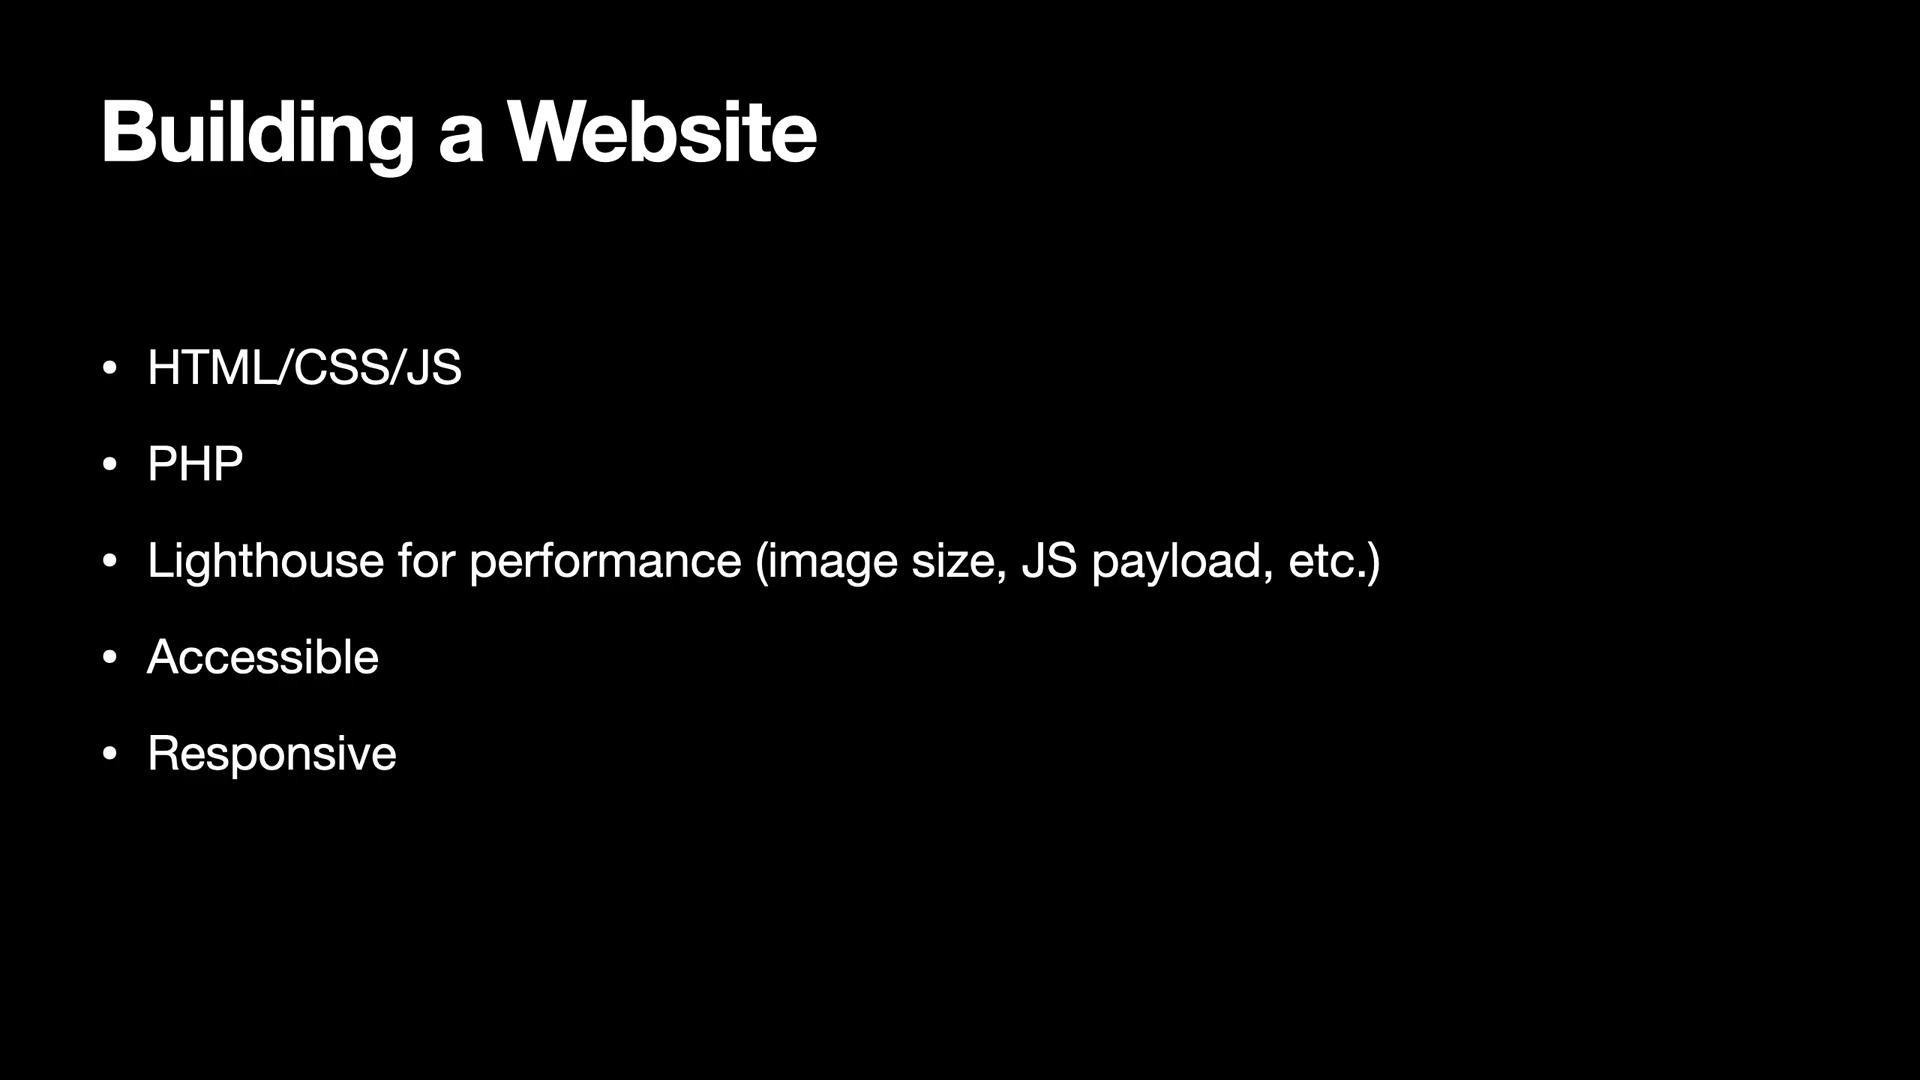 Building a Website
• HTML/CSS/JS
• PHP
• Lighthouse for performance (image size, JS payload, etc.)
• Accessible
• Responsive